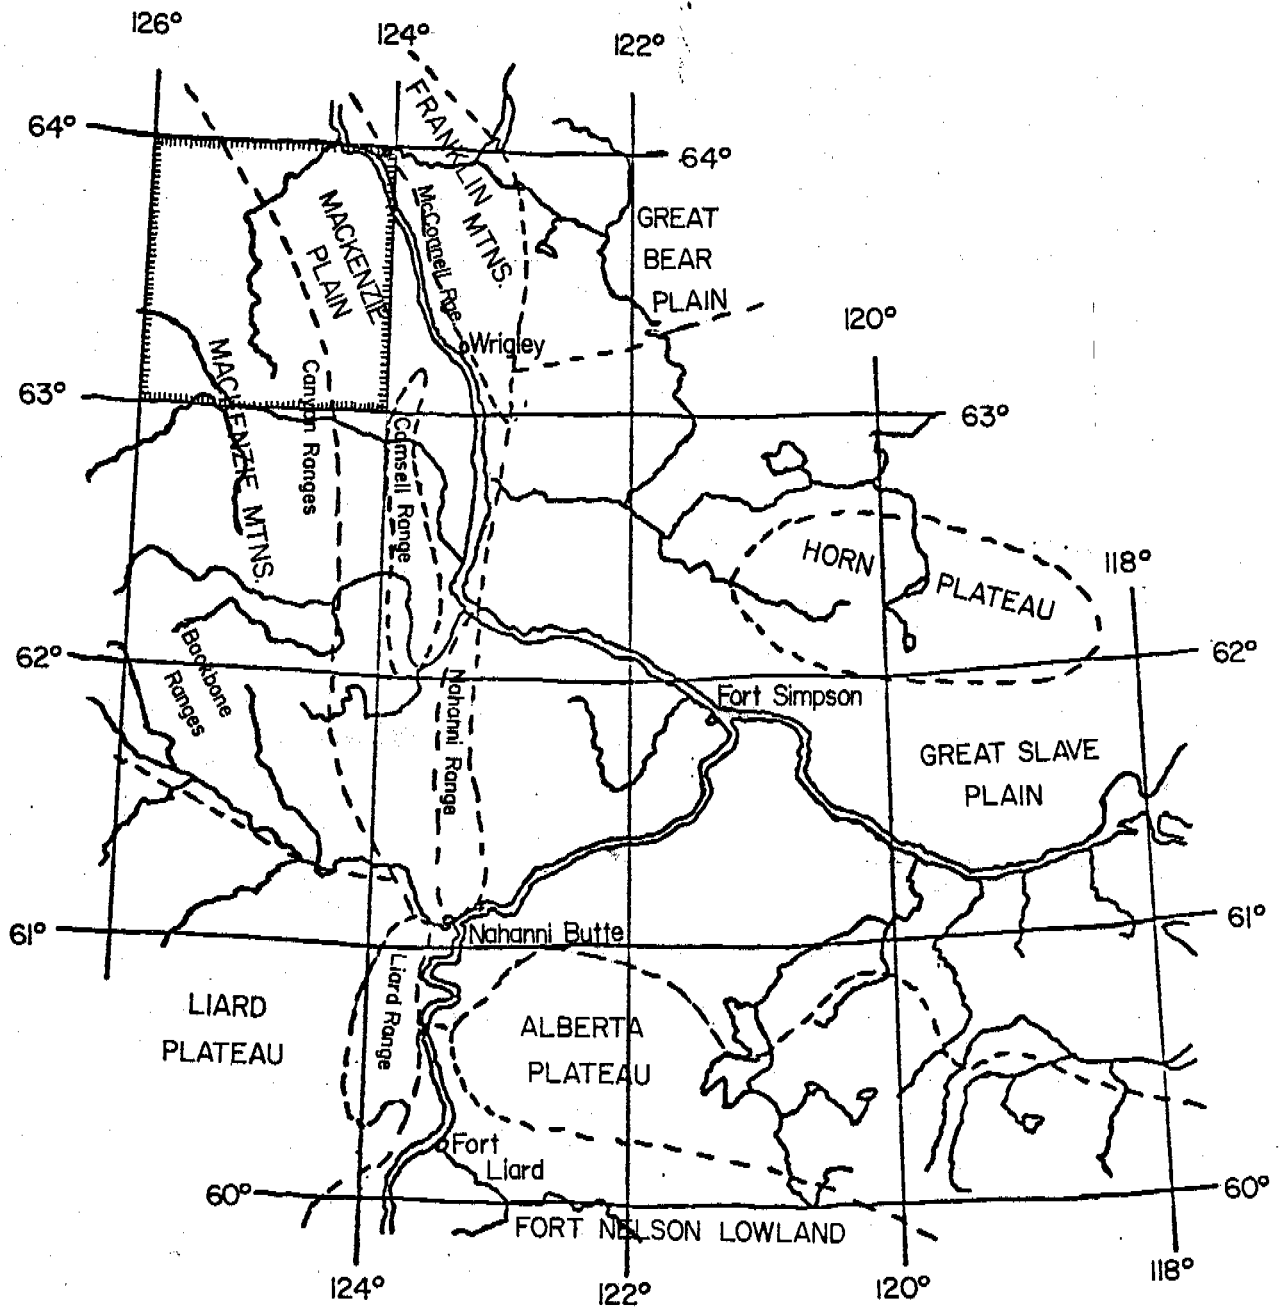 126°
124°
122°
64°
64°
FRANKLIN MTNS.
McConnell Rge.
MACKENZIE
PLAIN
GREAT
BEAR
PLAIN
120°
Wrigley
63°
63°
MACKENZIE MTNS.
Canyon Ranges
Camsell Range
HORN
PLATEAU
118°
62°
62°
Backbone
Ranges
Nahanni Range
Fort Simpson
GREAT SLAVE
PLAIN
61°
61°
Nahanni Butte
LIARD
PLATEAU
Liard Range
ALBERTA
PLATEAU
Fort
Liard
60°
60°
FORT NELSON LOWLAND
124°
122°
120°
118°